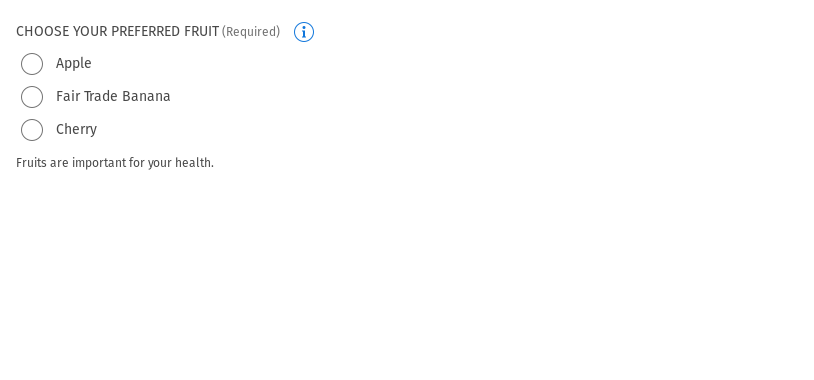 CHOOSE YOUR PREFERRED FRUIT (Required)
Apple
Fair Trade Banana
Cherry
Fruits are important for your health.